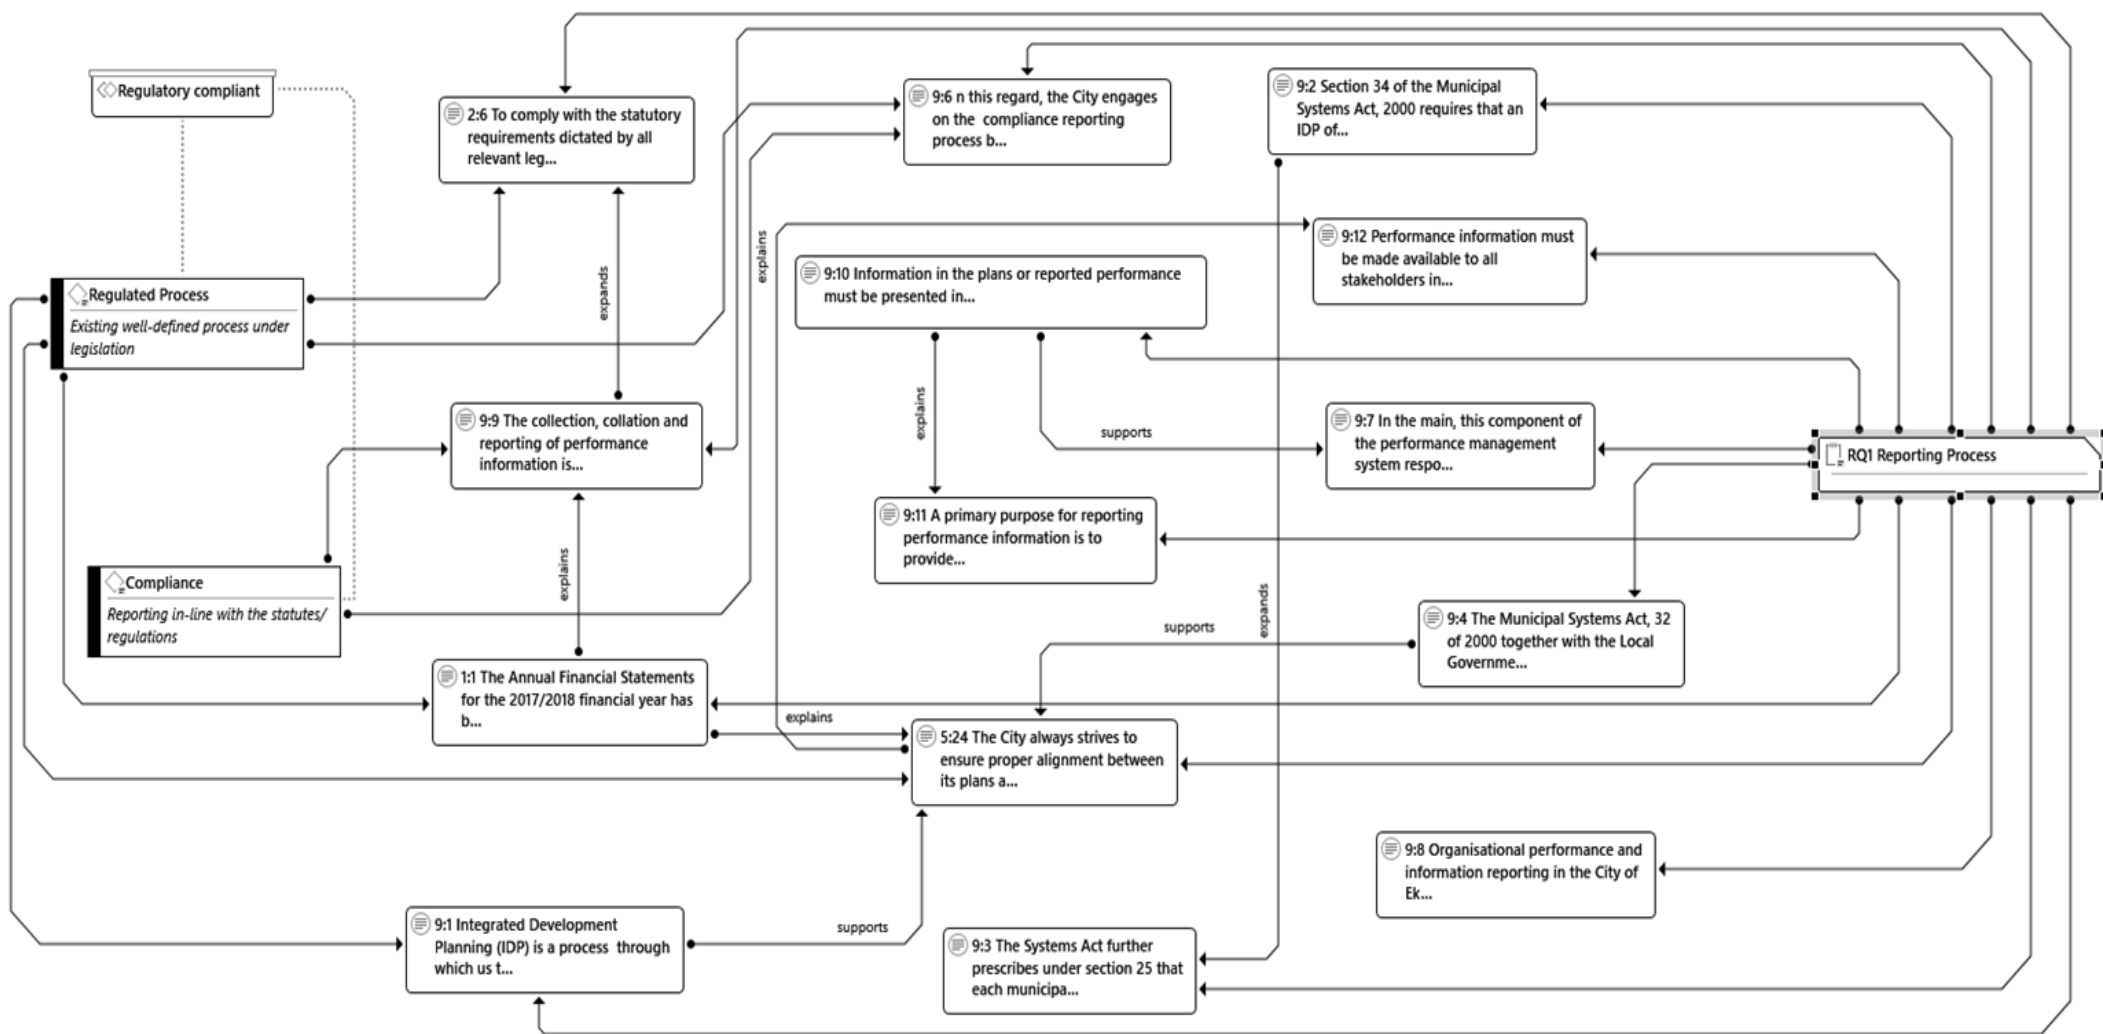 Regulatory compliant
2:6 To comply with the statutory
requirements dictated by all
relevant leg...
9:6 n this regard, the City engages
on the compliance reporting
process b...
9:2 Section 34 of the Municipal
Systems Act, 2000 requires that an
IDP of...
9:12 Performance information must
be made available to all
stakeholders in...
explains
9:10 Information in the plans or reported performance
must be presented in...
expands
Regulated Process
Existing well-defined process under
legislation
9:9 The collection, collation and
reporting of performance
information is...
explains
supports
9:7 In the main, this component of
the performance management
system respo...
RQ1 Reporting Process
9:11 A primary purpose for reporting
performance information is to
provide...
explains
Compliance
Reporting in-line with the statutes/
regulations
expands
supports
9:4 The Municipal Systems Act, 32
of 2000 together with the Local
Governme...
1:1 The Annual Financial Statements
for the 2017/2018 financial year has
b...
explains
5:24 The City always strives to
ensure proper alignment between
its plans a...
9:8 Organisational performance and
information reporting in the City of
Ek...
9:1 Integrated Development
Planning (IDP) is a process through
which us t...
supports
9:3 The Systems Act further
prescribes under section 25 that
each municipa...